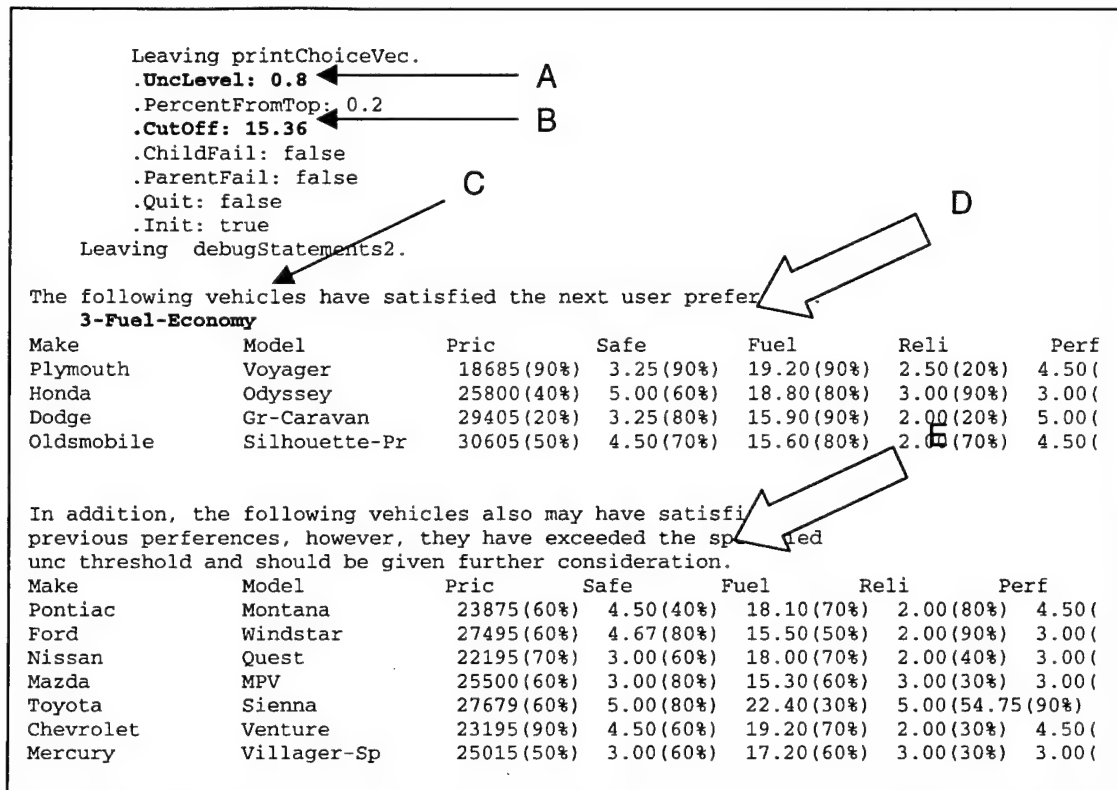 Leaving printChoiceVec.
.UncLevel: 0.8 A
.PercentFromTop: 0.2
.CutOff: 15.36 B
.ChildFail: false
.ParentFail: false
C
.Quit: false
.Init: true
D
Leaving debugStatements2.
The following vehicles have satisfied the next user prefer
3-Fuel-Economy
Make Model Pric Safe Fuel Reli Perf
Plymouth Voyager 18685(90%) 3.25(90%) 19.20(90%) 2.50(20%) 4.50(
Honda Odyssey 25800(40%) 5.00(60%) 18.80(80%) 3.00(90%) 3.00(
Dodge Gr-Caravan 29405(20%) 3.25(80%) 15.90(90%) 2.00(20%) 5.00(
Oldsmobile Silhouette-Pr 30605(50%) 4.50(70%) 15.60(80%) 2.00(70%) 4.50(
E
In addition, the following vehicles also may have satisfi
previous perferences, however, they have exceeded the sp fied
unc threshold and should be given further consideration.
Make Model Pric Safe Fuel Reli Perf
Pontiac Montana 23875(60%) 4.50(40%) 18.10(70%) 2.00(80%) 4.50(
Ford Windstar 27495(60%) 4.67(80%) 15.50(50%) 2.00(90%) 3.00(
Nissan Quest 22195(70%) 3.00(60%) 18.00(70%) 2.00(40%) 3.00(
Mazda MPV 25500(60%) 3.00(80%) 15.30(60%) 3.00(30%) 3.00(
Toyota Sienna 27679(60%) 5.00(80%) 22.40(30%) 5.00(54.75(90%)
Chevrolet Venture 23195(90%) 4.50(60%) 19.20(70%) 2.00(30%) 4.50(
Mercury Villager-Sp 25015(50%) 3.00(60%) 17.20(60%) 3.00(30%) 3.00(